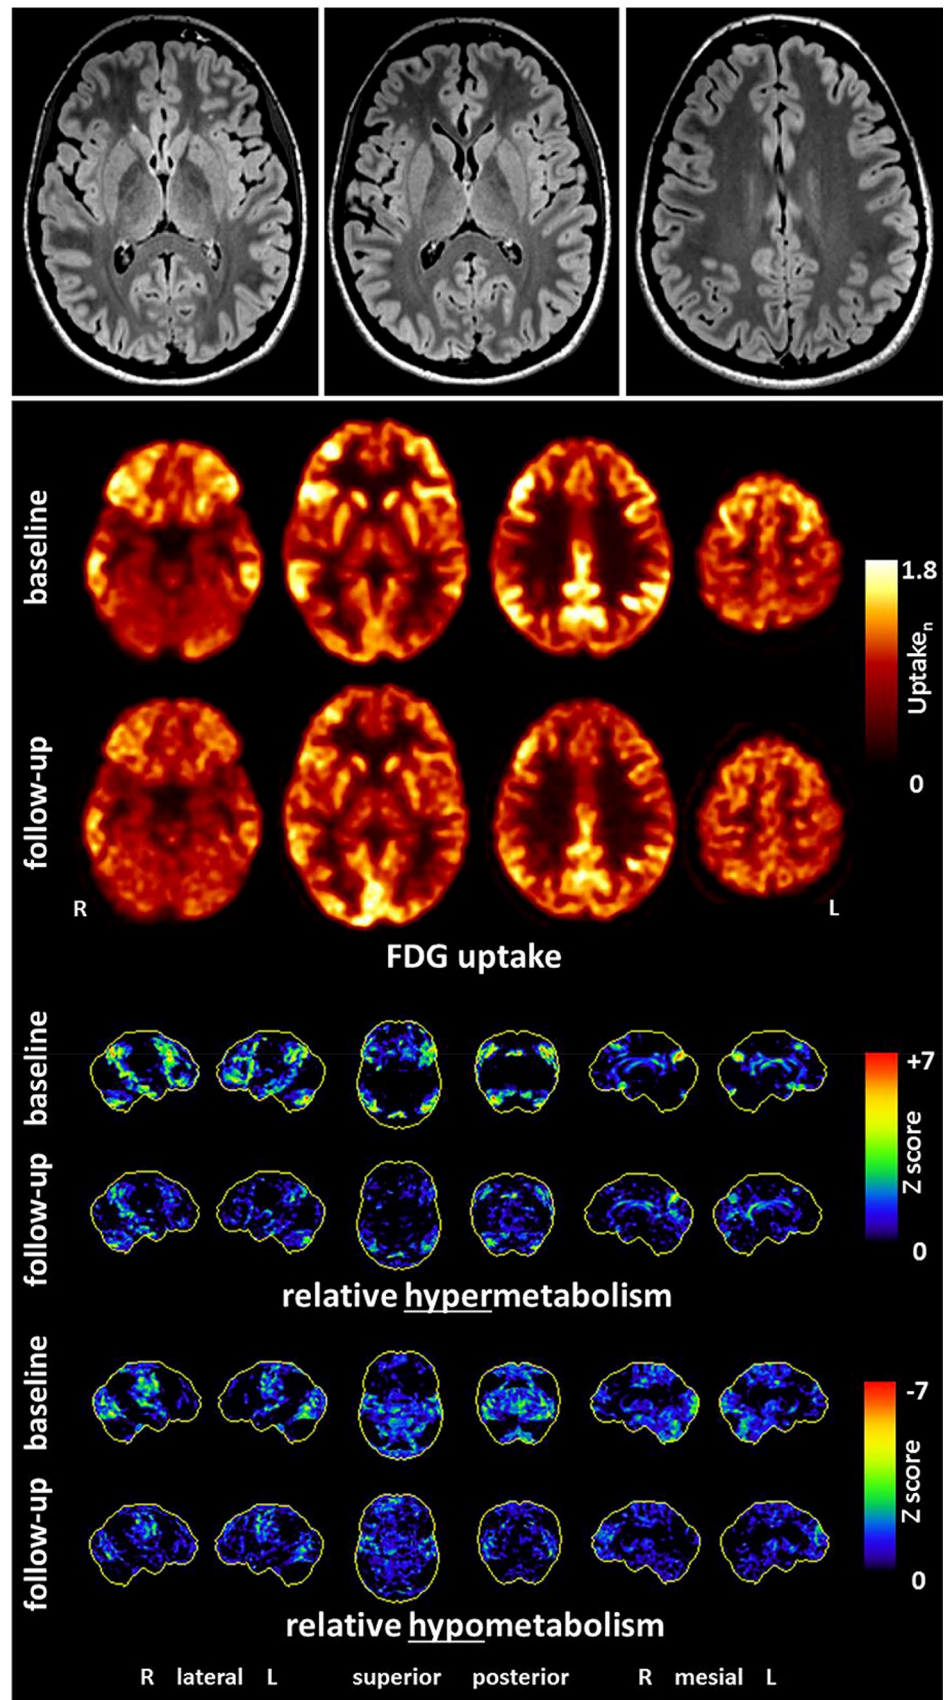 baseline
1.8
Uptakeₙ
0
follow-up
R
L
FDG uptake
baseline
+7
Z score
0
follow-up
relative hypermetabolism
baseline
-7
Z score
0
follow-up
relative hypometabolism
R lateral L superior posterior R mesial L